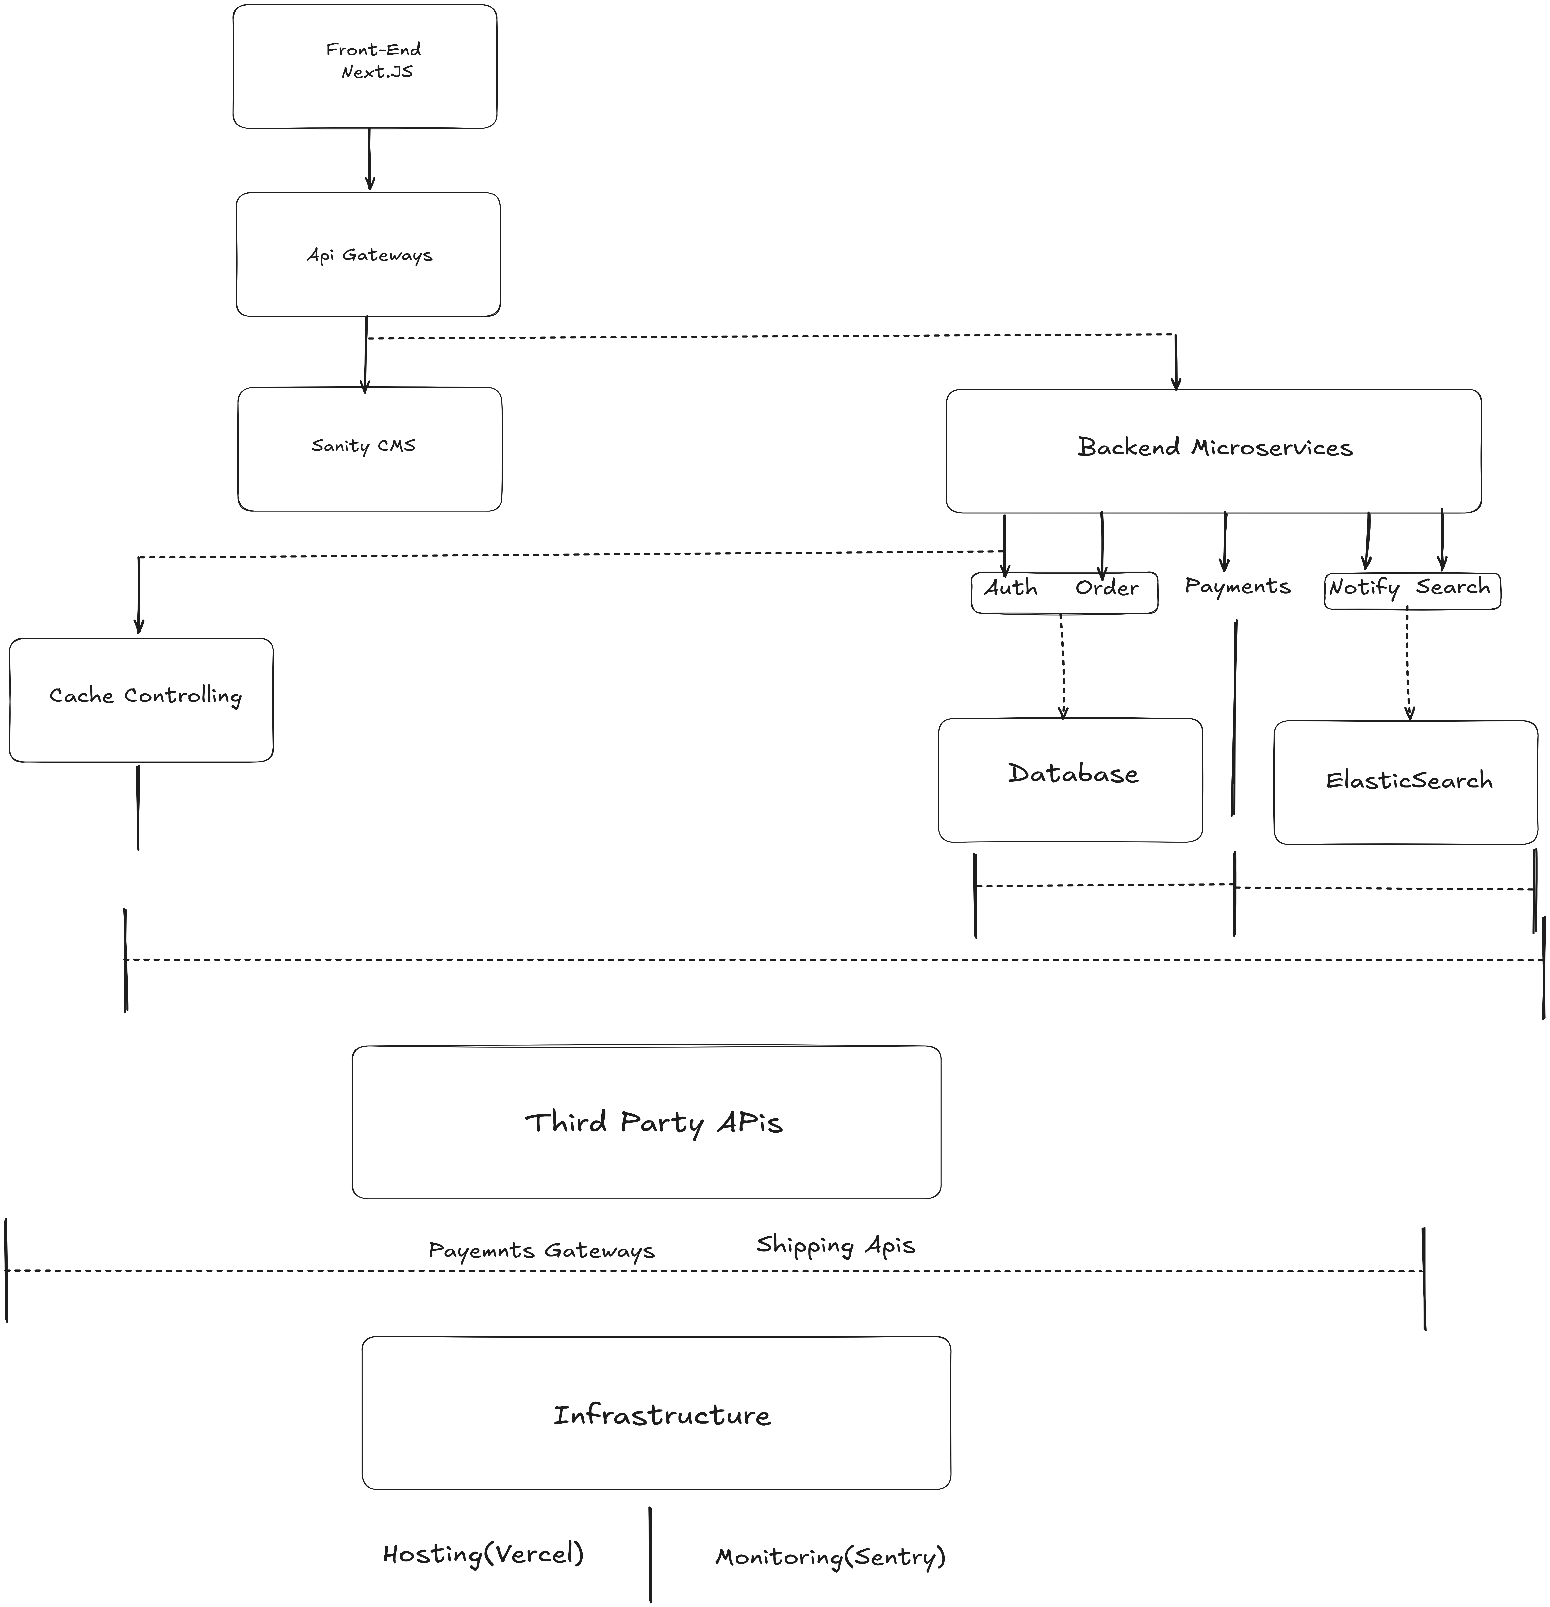 Front-End
Next.JS
Api Gateways
Sanity CMS
Backend Microservices
Auth Order Payments Notify Search
Cache Controlling
Database
ElasticSearch
Third Party APis
Payemnts Gateways
Shipping Apis
Infrastructure
Hosting(Vercel)
Monitoring(Sentry)